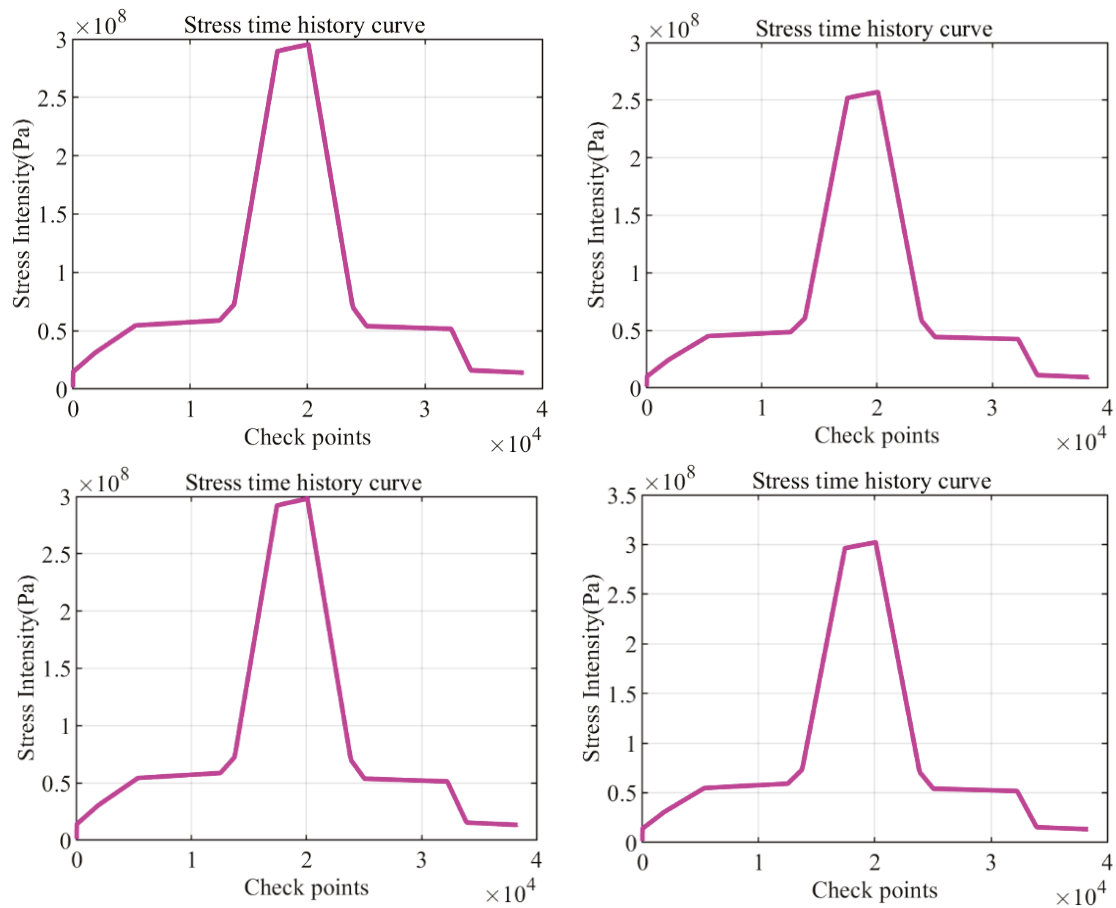 ×10^8
Stress time history curve
Stress Intensity(Pa)
3
2.5
2
1.5
1
0.5
0
0 1 2 3 4
Check points
×10^4
×10^8
Stress time history curve
Stress Intensity(Pa)
3
2.5
2
1.5
1
0.5
0
0 1 2 3 4
Check points
×10^4
×10^8
Stress time history curve
Stress Intensity(Pa)
3
2.5
2
1.5
1
0.5
0
0 1 2 3 4
Check points
×10^4
×10^8
Stress time history curve
Stress Intensity(Pa)
3.5
3
2.5
2
1.5
1
0.5
0
0 1 2 3 4
Check points
×10^4